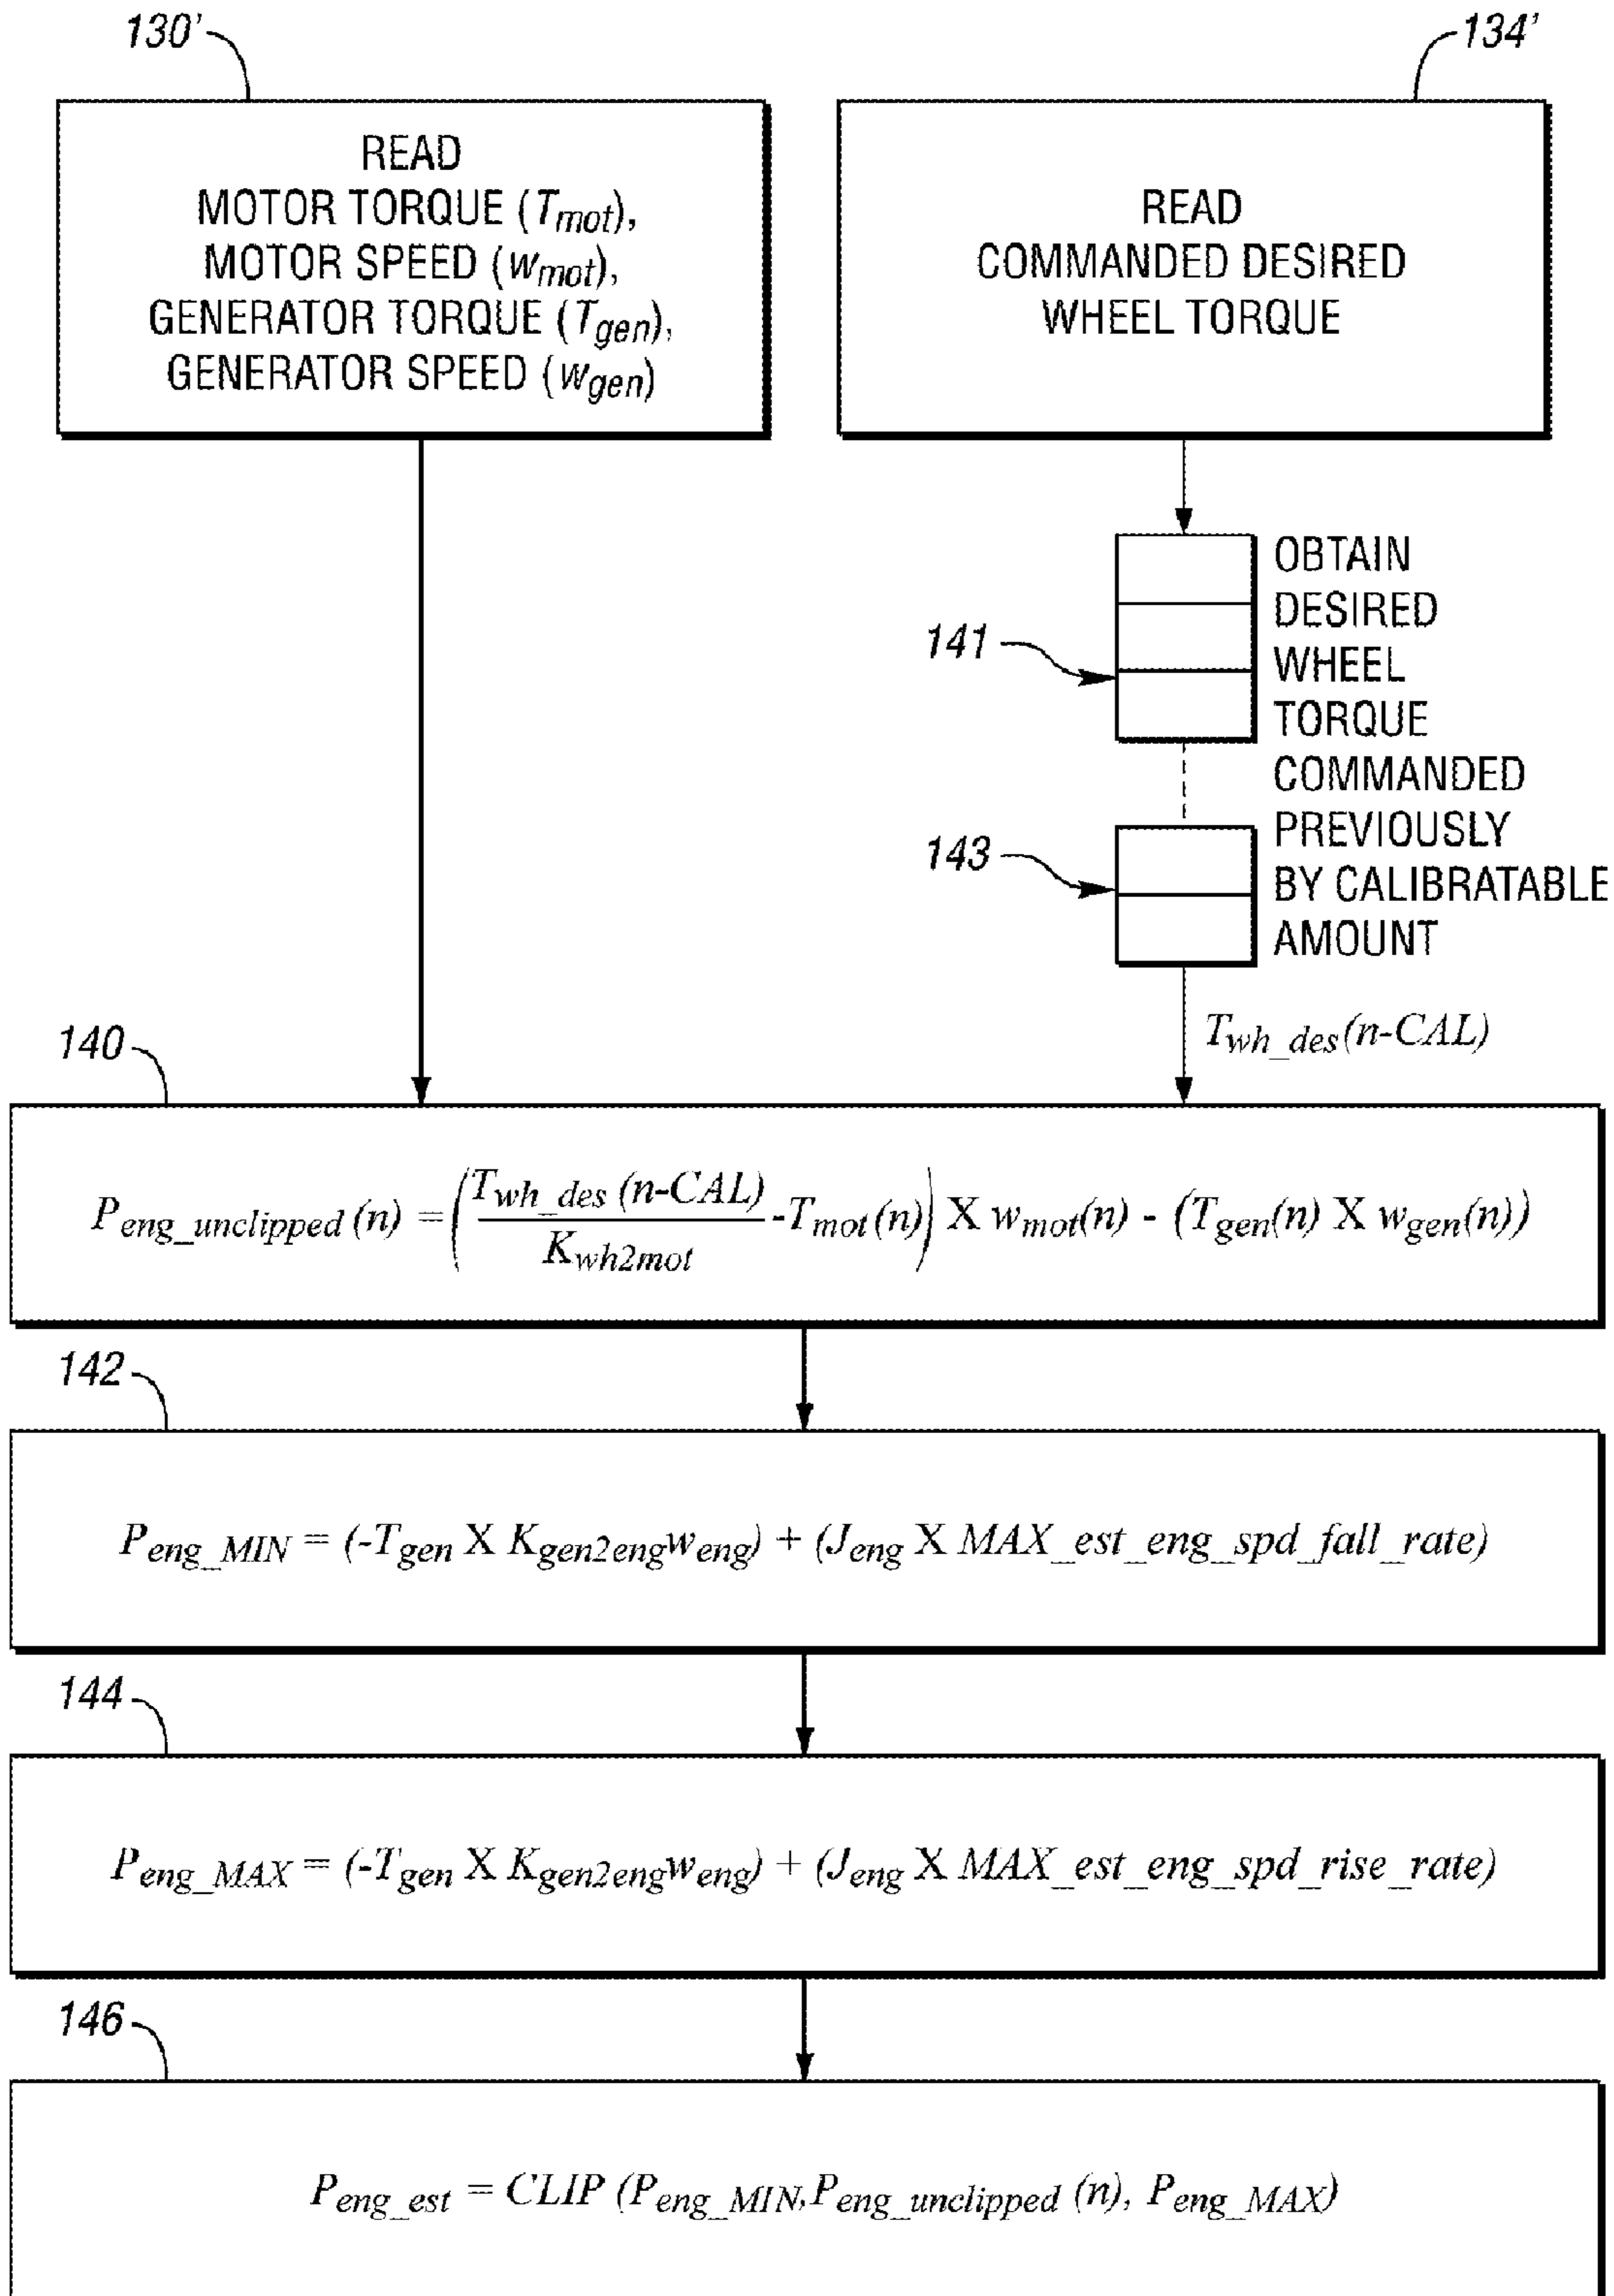 130'
READ
MOTOR TORQUE (Tmot),
MOTOR SPEED (wmot),
GENERATOR TORQUE (Tgen),
GENERATOR SPEED (wgen)
134'
READ
COMMANDED DESIRED
WHEEL TORQUE
141
143
OBTAIN
DESIRED
WHEEL
TORQUE
COMMANDED
PREVIOUSLY
BY CALIBRATABLE
AMOUNT
Twh_des(n-CAL)
140
Peng_unclipped (n) = (Twh_des (n-CAL) / Kwh2mot - Tmot (n)) X wmot(n) - (Tgen(n) X wgen(n))
142
Peng_MIN = (-Tgen X Kgen2engweng) + (Jeng X MAX_est_eng_spd_fall_rate)
144
Peng_MAX = (-Tgen X Kgen2engweng) + (Jeng X MAX_est_eng_spd_rise_rate)
146
Peng_est = CLIP (Peng_MIN,Peng_unclipped (n), Peng_MAX)